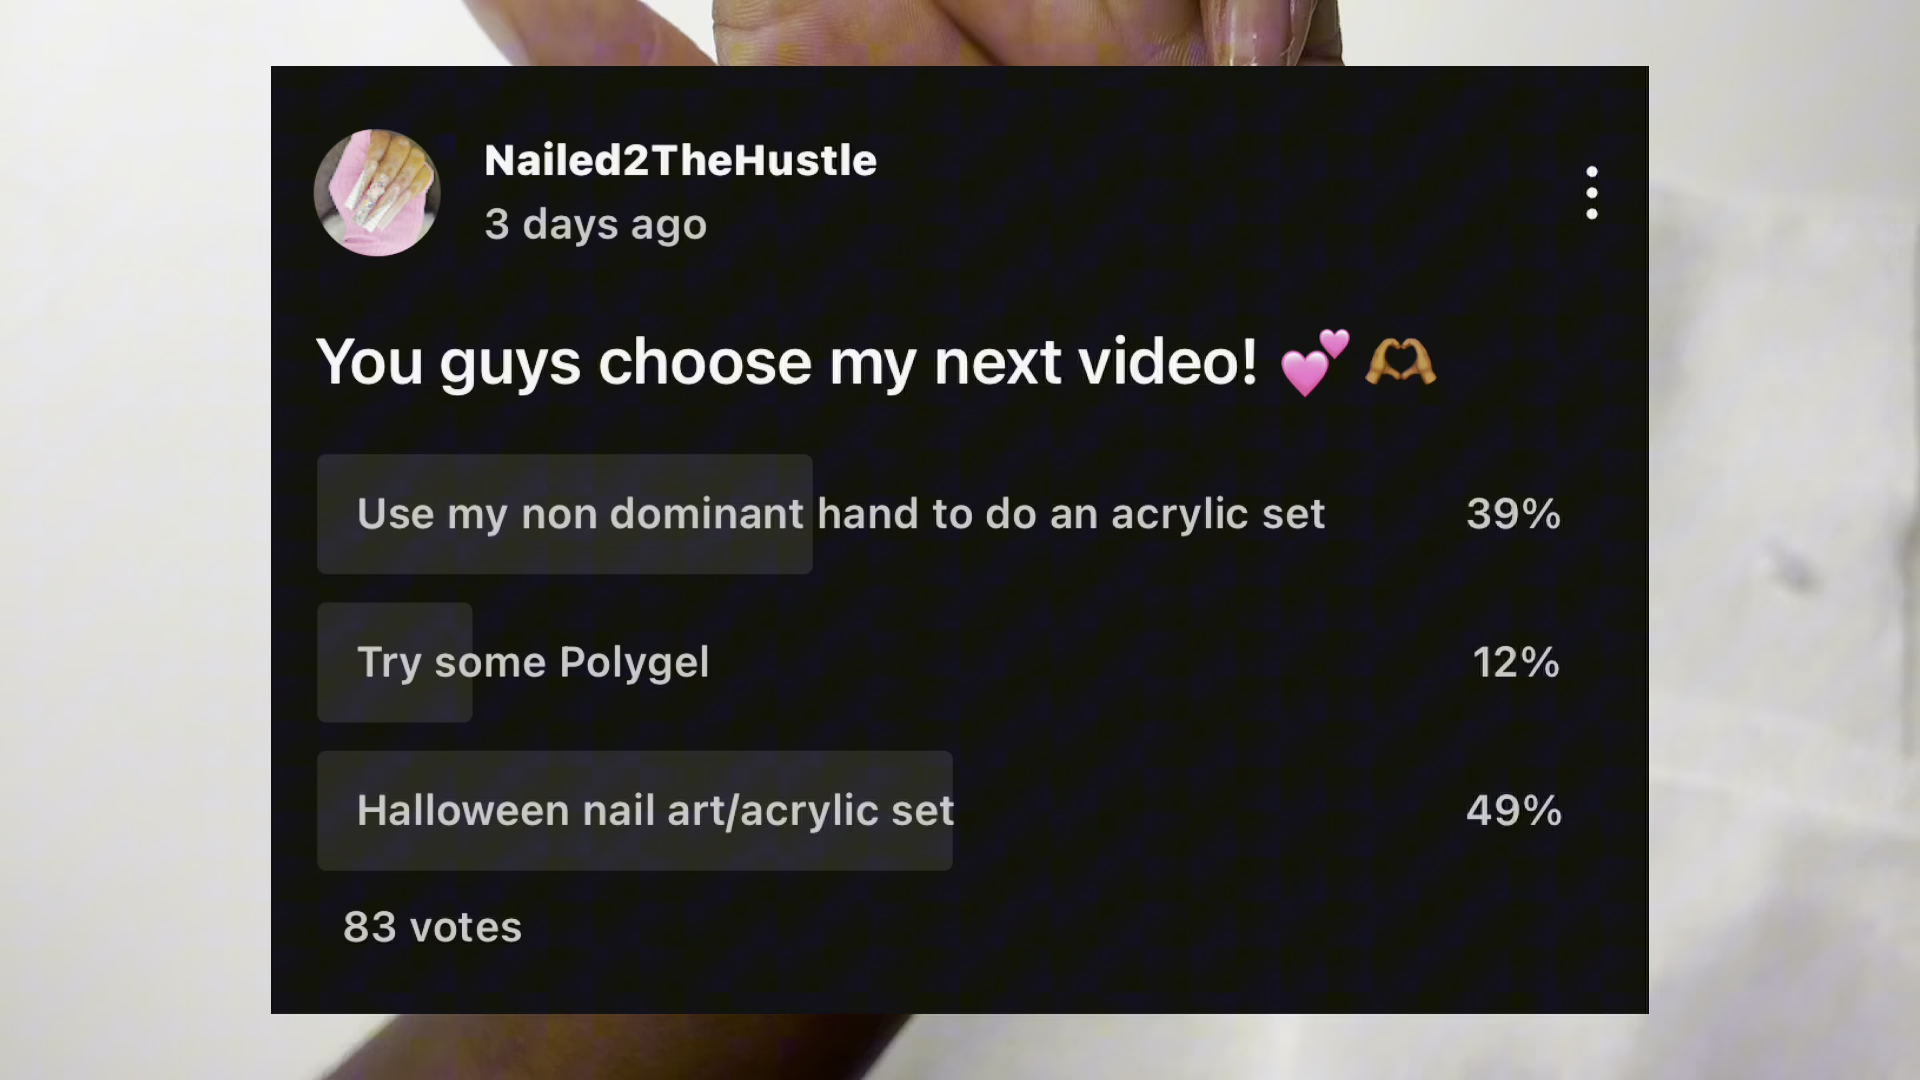 Nailed2TheHustle
3 days ago
You guys choose my next video! 💕 🫶🏾
Use my non dominant hand to do an acrylic set 39%
Try some Polygel 12%
Halloween nail art/acrylic set 49%
83 votes